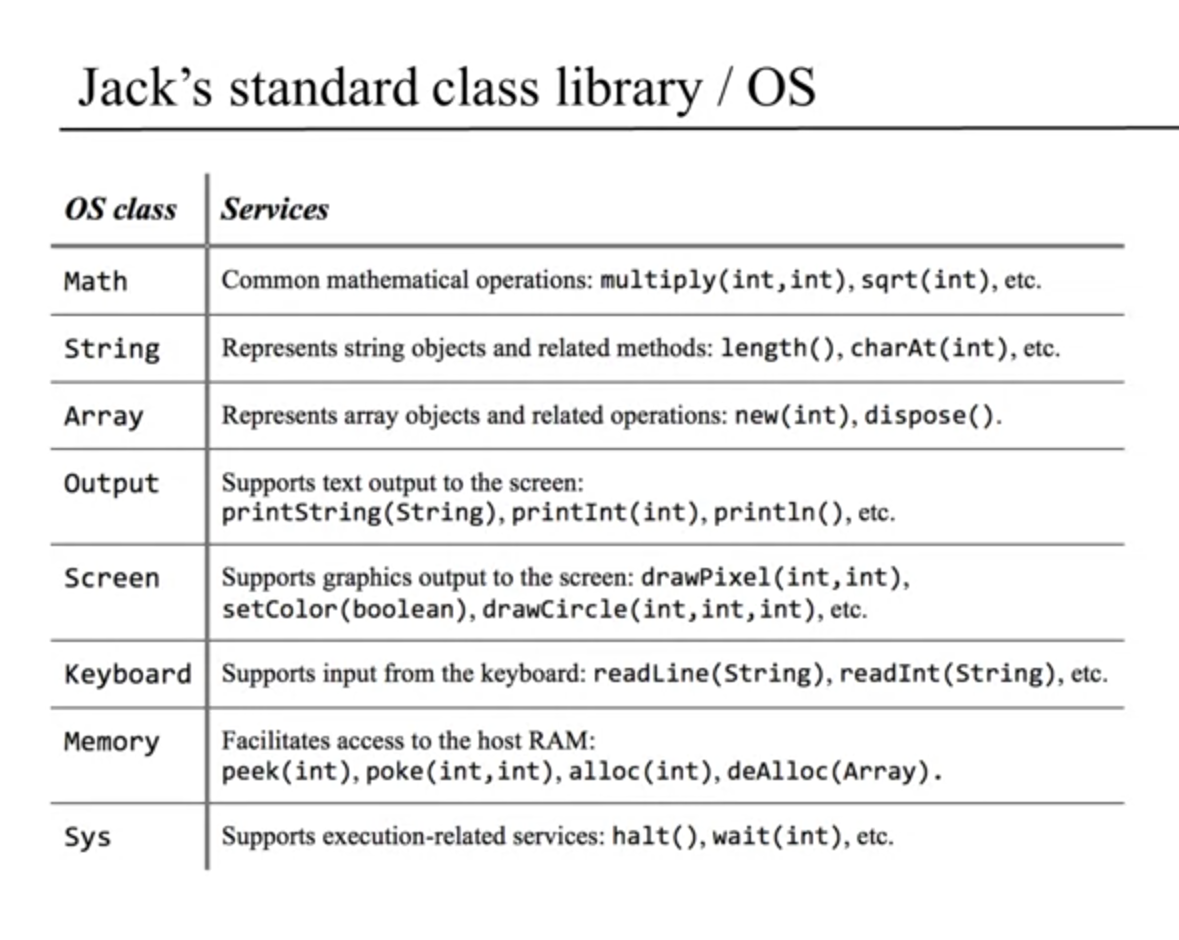 Jack’s standard class library / OS
OS class Services
Math Common mathematical operations: multiply(int,int), sqrt(int), etc.
String Represents string objects and related methods: length(), charAt(int), etc.
Array Represents array objects and related operations: new(int), dispose().
Output Supports text output to the screen:
printString(String), printInt(int), println(), etc.
Screen Supports graphics output to the screen: drawPixel(int,int),
setColor(boolean), drawCircle(int,int,int), etc.
Keyboard Supports input from the keyboard: readLine(String), readInt(String), etc.
Memory Facilitates access to the host RAM:
peek(int), poke(int,int), alloc(int), deAlloc(Array).
Sys Supports execution-related services: halt(), wait(int), etc.